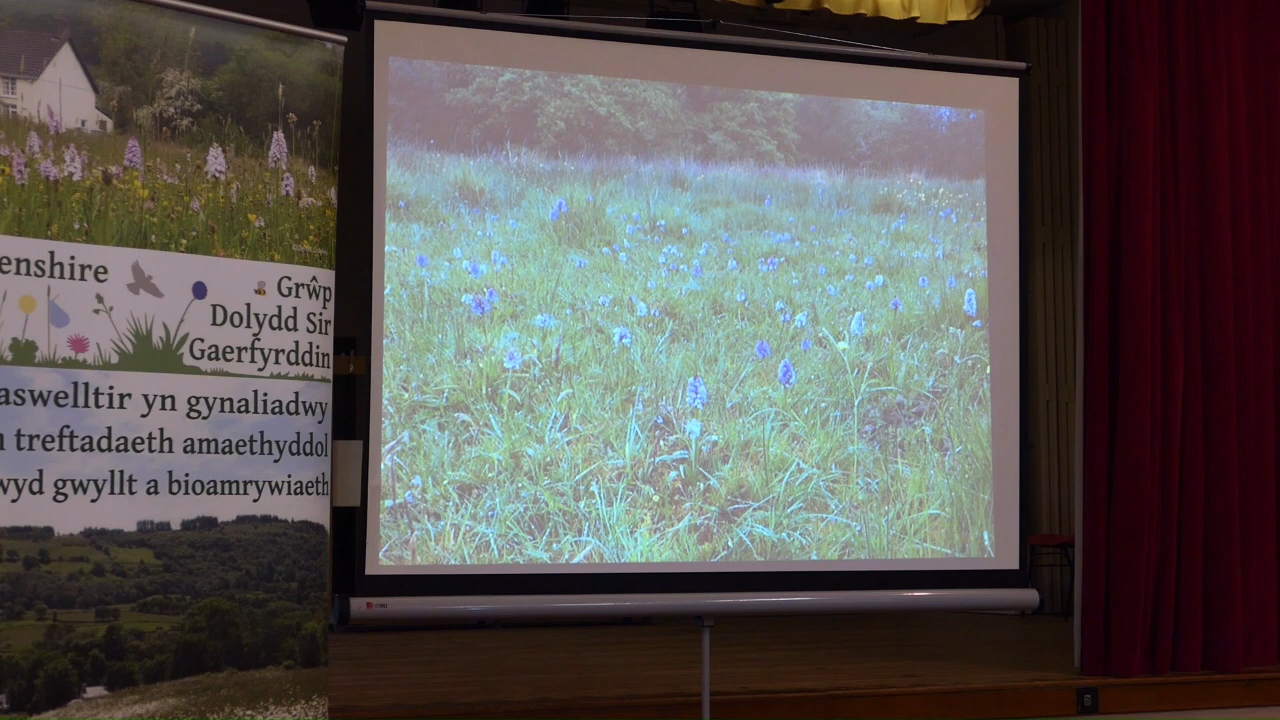 enshire
Grŵp
Dolydd Sir
Gaerfyrddin
aswelltir yn gynaliadwy
treftadaeth amaethyddol
wyd gwyllt a bioamrywiaeth